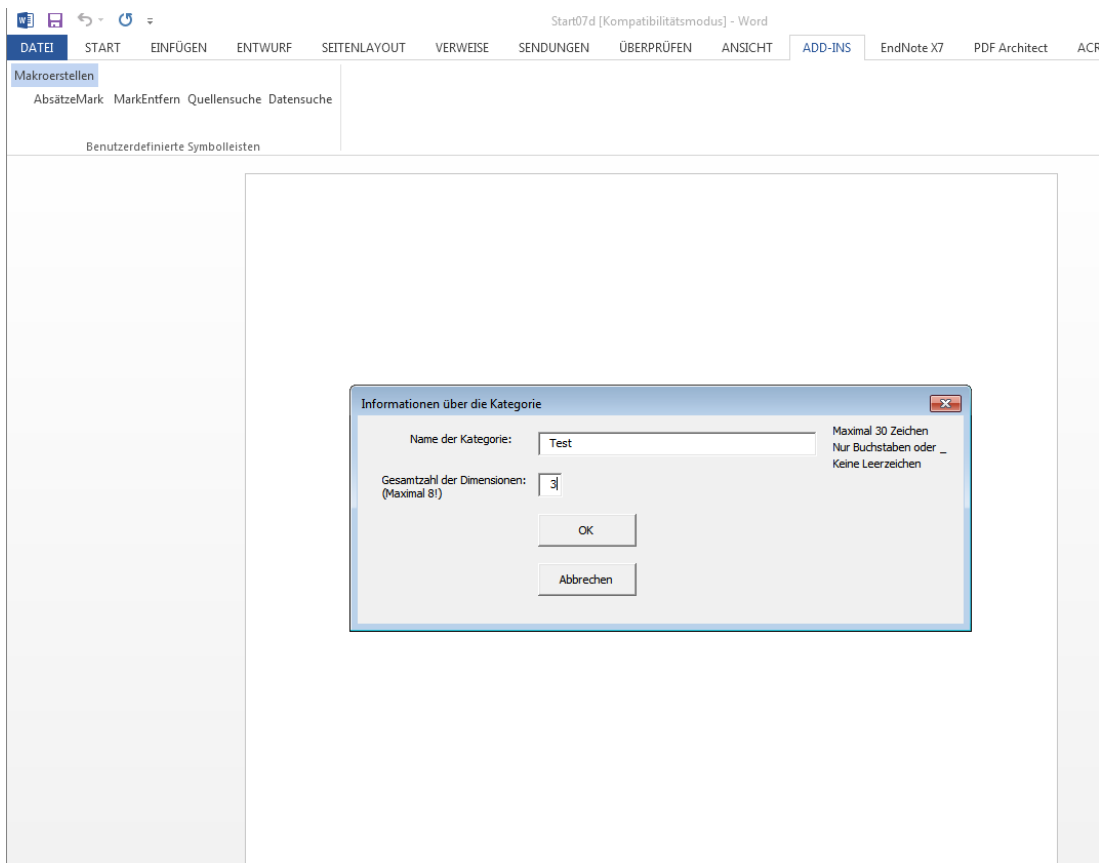 Start07d [Kompatibilitätsmodus] - Word
DATEI START EINFÜGEN ENTWURF SEITENLAYOUT VERWEISE SENDUNGEN ÜBERPRÜFEN ANSICHT ADD-INS EndNote X7 PDF Architect ACR
Makroerstellen
AbsätzeMark MarkEntfern Quellensuche Datensuche
Benutzerdefinierte Symbolleisten
Informationen über die Kategorie
Name der Kategorie: Test
Maximal 30 Zeichen
Nur Buchstaben oder _
Keine Leerzeichen
Gesamtzahl der Dimensionen: 3
(Maximal 8!)
OK
Abbrechen